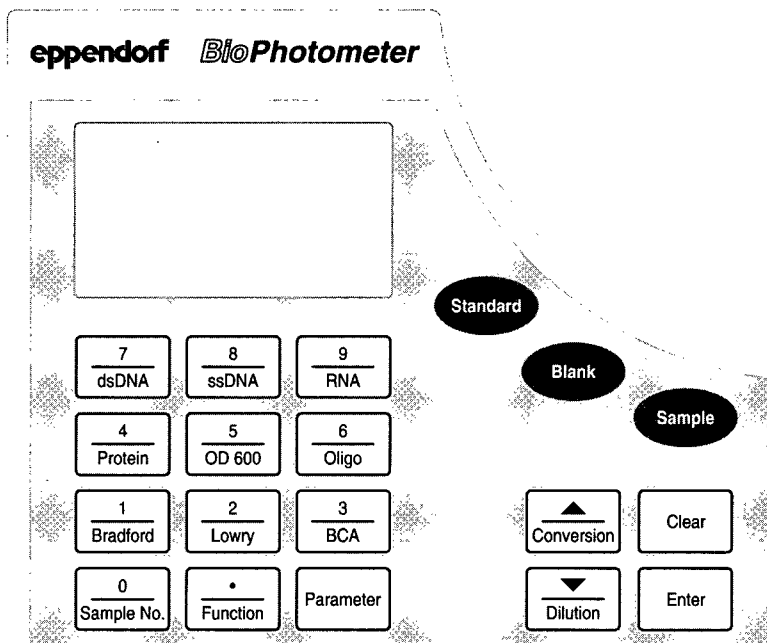 eppendorf BioPhotometer
Standard
Blank
Sample
7 8 9
dsDNA ssDNA RNA
4 5 6
Protein OD 600 Oligo
1 2 3
Bradford Lowry BCA
▲
Conversion
Clear
0 •
Sample No. Function
Parameter
▼
Dilution
Enter